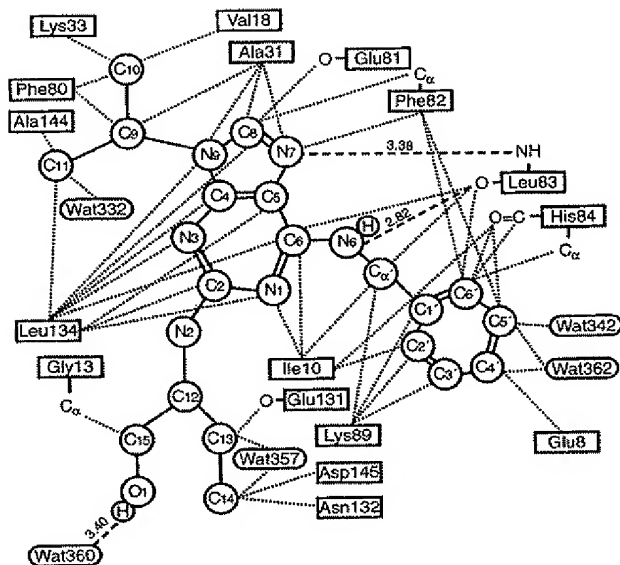 Lys33
Val18
C10
Ala31
O Glu81
Cα
Phe80
Phe82
Ala144
C9
C8
N9
N7
3.38
NH
C11
O
Leu83
Wat332
C4
C5
2.82
H
O=C
His84
N3
C6
N6
Cα
Cα
C2
N1
C1'
C6'
Leu134
N2
C5'
Wat342
C2'
Gly13
Ile10
C3'
C4'
Wat362
Cα
C12
O
Glu131
C15
C13
Lys89
Glu8
Wat357
O1
C14
Asp145
H
Asn132
3.40
Wat360